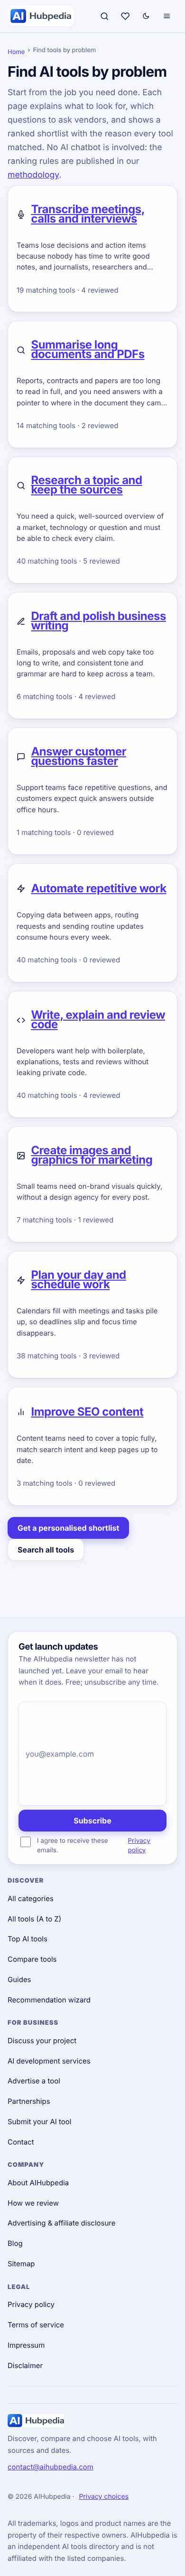 AI Hubpedia
Home › Find tools by problem
Find AI tools by problem
Start from the job you need done. Each
page explains what to look for, which
questions to ask vendors, and shows a
ranked, source-backed and reviewed
shortlist with the reason every tool
matched. No AI chatbot is involved: the
ranking rules are published in our
methodology.
Transcribe meetings,
calls and interviews
Teams lose decisions and action items
because nobody has time to write good
notes, and journalists, researchers and...
19 matching tools · 4 reviewed
Summarise long
documents and PDFs
Reports, contracts and papers are too long
to read in full, and you need answers with a
pointer to where in the document they cam...
14 matching tools · 2 reviewed
Research a topic and
keep the sources
You need a quick, well-sourced overview of
a market, technology or question and must
be able to check every claim.
40 matching tools · 5 reviewed
Draft and polish business
writing
Emails, proposals and web copy take too
long to write, and consistent tone and
grammar are hard to keep across a team.
6 matching tools · 4 reviewed
Answer customer
questions faster
Support teams face repetitive questions, and
customers expect quick answers outside
office hours.
1 matching tools · 0 reviewed
Automate repetitive work
Copying data between apps, routing
requests and sending routine updates
consume hours every week.
40 matching tools · 0 reviewed
Write, explain and review
code
Developers want help with boilerplate,
explanations, tests and reviews without
leaking private code.
40 matching tools · 4 reviewed
Create images and
graphics for marketing
Small teams need on-brand visuals quickly,
without a design agency for every post.
7 matching tools · 1 reviewed
Plan your day and
schedule work
Calendars fill with meetings and tasks pile
up, so deadlines slip and focus time
disappears.
38 matching tools · 3 reviewed
Improve SEO content
Content teams need to cover a topic fully,
match search intent and keep pages up to
date.
3 matching tools · 0 reviewed
Get a personalised shortlist
Search all tools
Get launch updates
The AIHubpedia newsletter has not
launched yet. Leave your email to hear
when it does. Free; unsubscribe any time.
you@example.com
Subscribe
I agree to receive these emails. Privacy policy
DISCOVER
All categories
All tools (A to Z)
Top AI tools
Compare tools
Guides
Recommendation wizard
FOR BUSINESS
Discuss your project
AI development services
Advertise a tool
Partnerships
Submit your AI tool
Contact
COMPANY
About AIHubpedia
How we review
Advertising & affiliate disclosure
Blog
Sitemap
LEGAL
Privacy policy
Terms of service
Impressum
Disclaimer
AI Hubpedia
Discover, compare and choose AI tools, with
sources and dates.
contact@aihubpedia.com
© 2026 AIHubpedia · Privacy choices
All trademarks, logos and product names are
the property of their respective owners. AIHubpedia is
an independent AI tools directory and is not
affiliated with the listed companies.